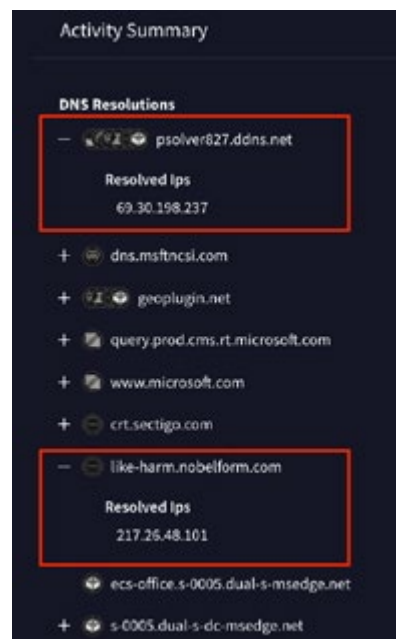 Activity Summary
DNS Resolutions
− psolver827.ddns.net
Resolved Ips
69.30.198.237
+ dns.msftncsi.com
+ geoplugin.net
+ query.prod.cms.rt.microsoft.com
+ www.microsoft.com
+ crt.sectigo.com
− like-harm.nobelform.com
Resolved Ips
217.26.48.101
ecs-office.s-0005.dual-s-msedge.net
+ s-0005.dual-s-dc-msedge.net